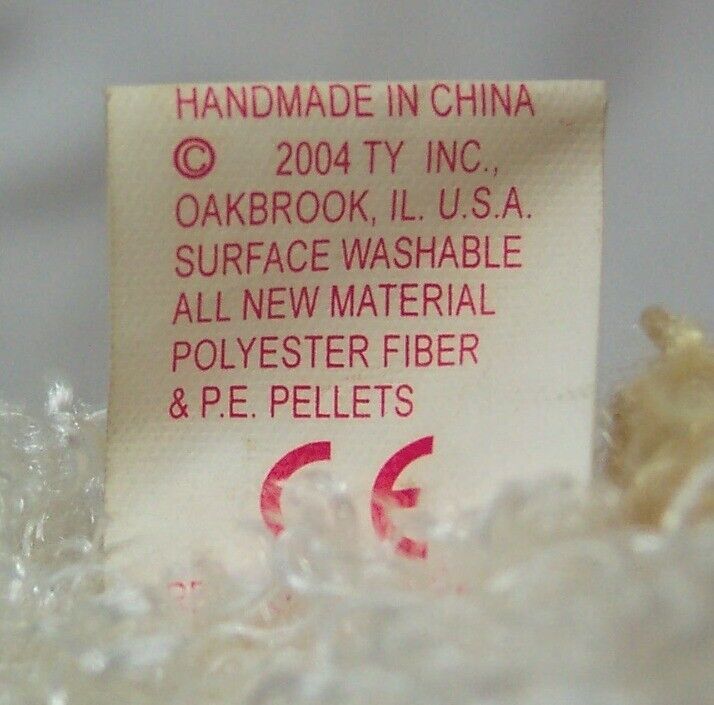 HANDMADE IN CHINA
© 2004 TY INC.,
OAKBROOK, IL. U.S.A.
SURFACE WASHABLE
ALL NEW MATERIAL
POLYESTER FIBER
& P.E. PELLETS
CE